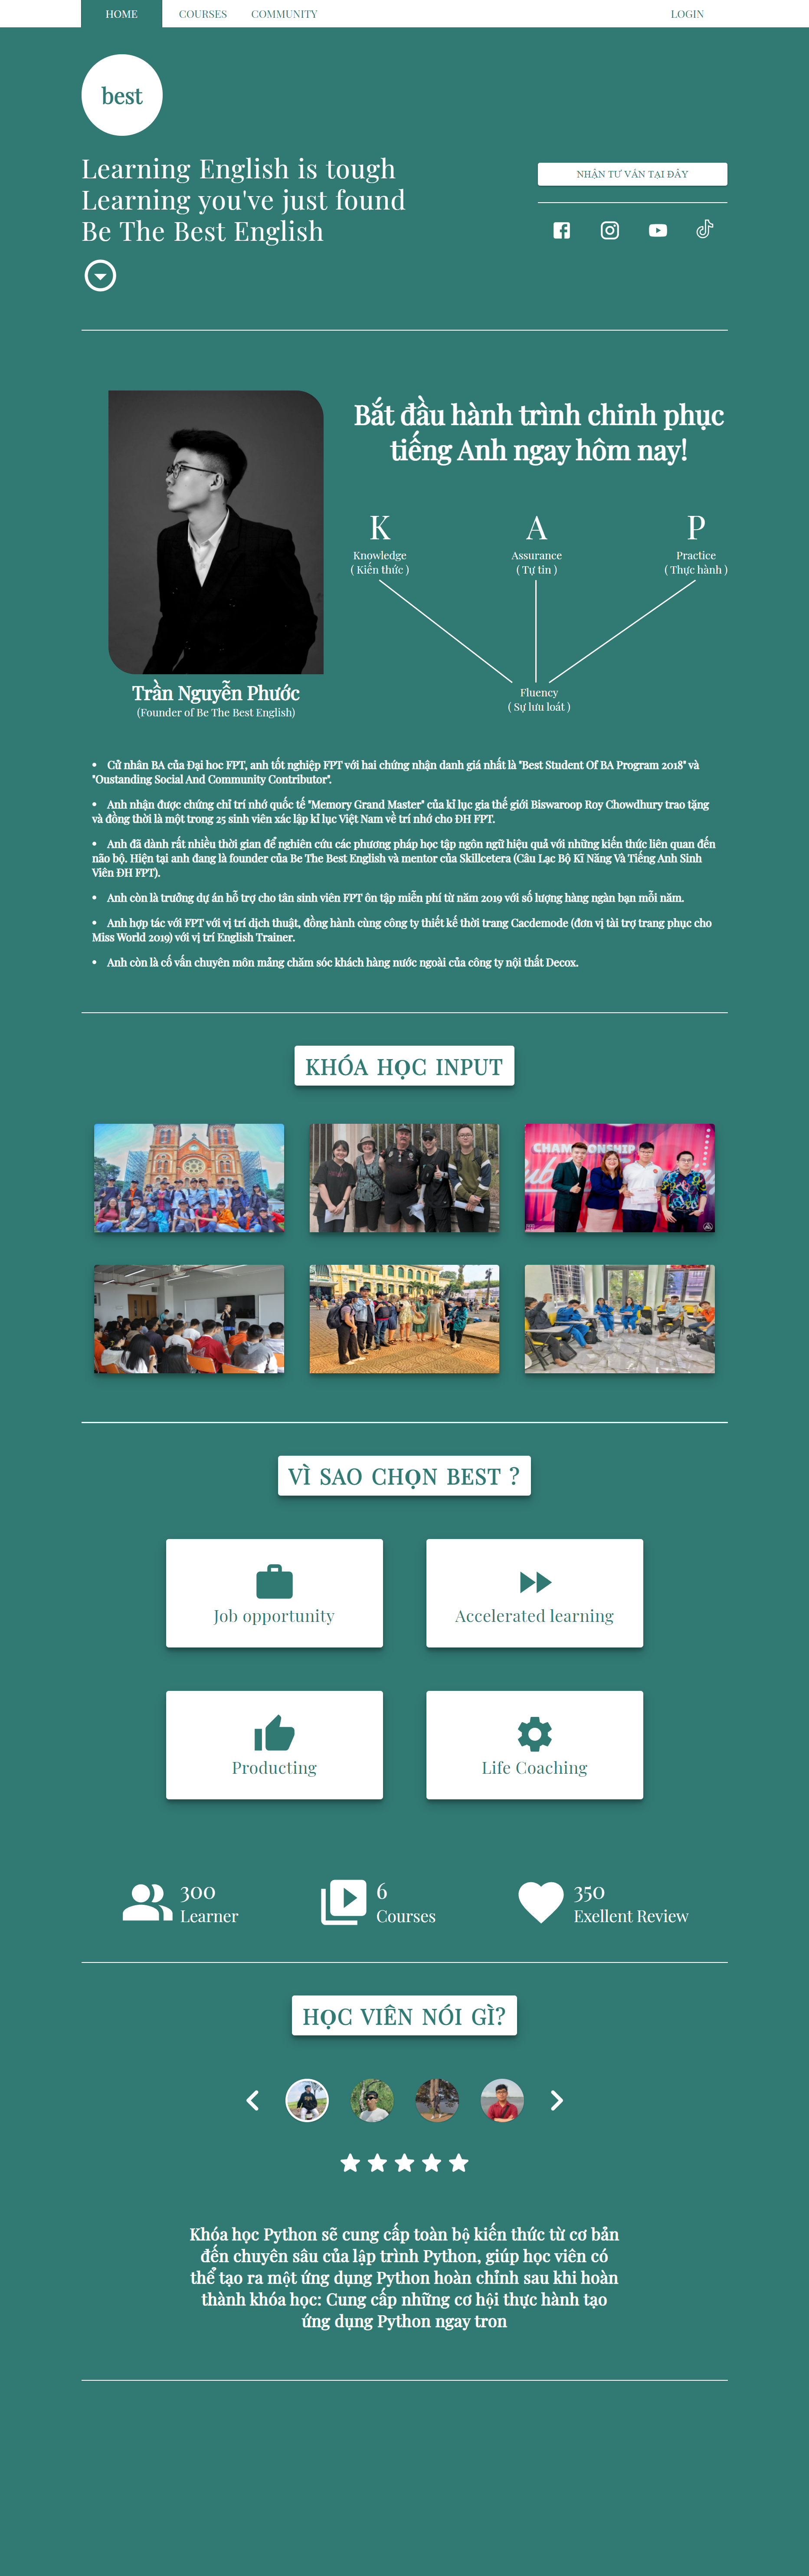 HOME COURSES COMMUNITY LOGIN
best
Learning English is tough
Learning you've just found
Be The Best English
NHẬN TƯ VẤN TẠI ĐÂY
Bắt đầu hành trình chinh phục
tiếng Anh ngay hôm nay!
K A P
Knowledge Assurance Practice
( Kiến thức ) ( Tự tin ) ( Thực hành )
Fluency
( Sự lưu loát )
Trần Nguyễn Phước
(Founder of Be The Best English)
• Cử nhân BA của Đại hoc FPT, anh tốt nghiệp FPT với hai chứng nhận danh giá nhất là "Best Student Of BA Program 2018" và
"Oustanding Social And Community Contributor".
• Anh nhận được chứng chỉ trí nhớ quốc tế "Memory Grand Master" của kỉ lục gia thế giới Biswaroop Roy Chowdhury trao tặng
và đồng thời là một trong 25 sinh viên xác lập kỉ lục Việt Nam về trí nhớ cho ĐH FPT.
• Anh đã dành rất nhiều thời gian để nghiên cứu các phương pháp học tập ngôn ngữ hiệu quả với những kiến thức liên quan đến
não bộ. Hiện tại anh đang là founder của Be The Best English và mentor của Skillcetera (Câu Lạc Bộ Kĩ Năng Và Tiếng Anh Sinh
Viên ĐH FPT).
• Anh còn là trưởng dự án hỗ trợ cho tân sinh viên FPT ôn tập miễn phí từ năm 2019 với số lượng hàng ngàn bạn mỗi năm.
• Anh hợp tác với FPT với vị trí dịch thuật, đồng hành cùng công ty thiết kế thời trang Cacdemode (đơn vị tài trợ trang phục cho
Miss World 2019) với vị trí English Trainer.
• Anh còn là cố vấn chuyên môn mảng chăm sóc khách hàng nước ngoài của công ty nội thất Decox.
KHÓA HỌC INPUT
VÌ SAO CHỌN BEST ?
Job opportunity
Accelerated learning
Producting
Life Coaching
300 6 350
Learner Courses Exellent Review
HỌC VIÊN NÓI GÌ?
Khóa học Python sẽ cung cấp toàn bộ kiến thức từ cơ bản
đến chuyên sâu của lập trình Python, giúp học viên có
thể tạo ra một ứng dụng Python hoàn chỉnh sau khi hoàn
thành khóa học: Cung cấp những cơ hội thực hành tạo
ứng dụng Python ngay tron